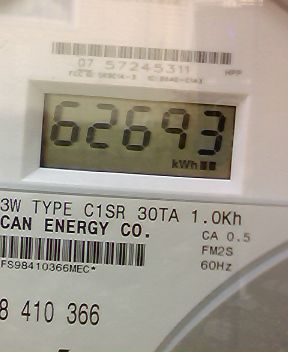 07 57245311
HPP
62693
kWh
3W TYPE C1SR 30TA 1.0Kh
CAN ENERGY CO.
CA 0.5
FM2S
FS98410366MEC*
60Hz
8 410 366